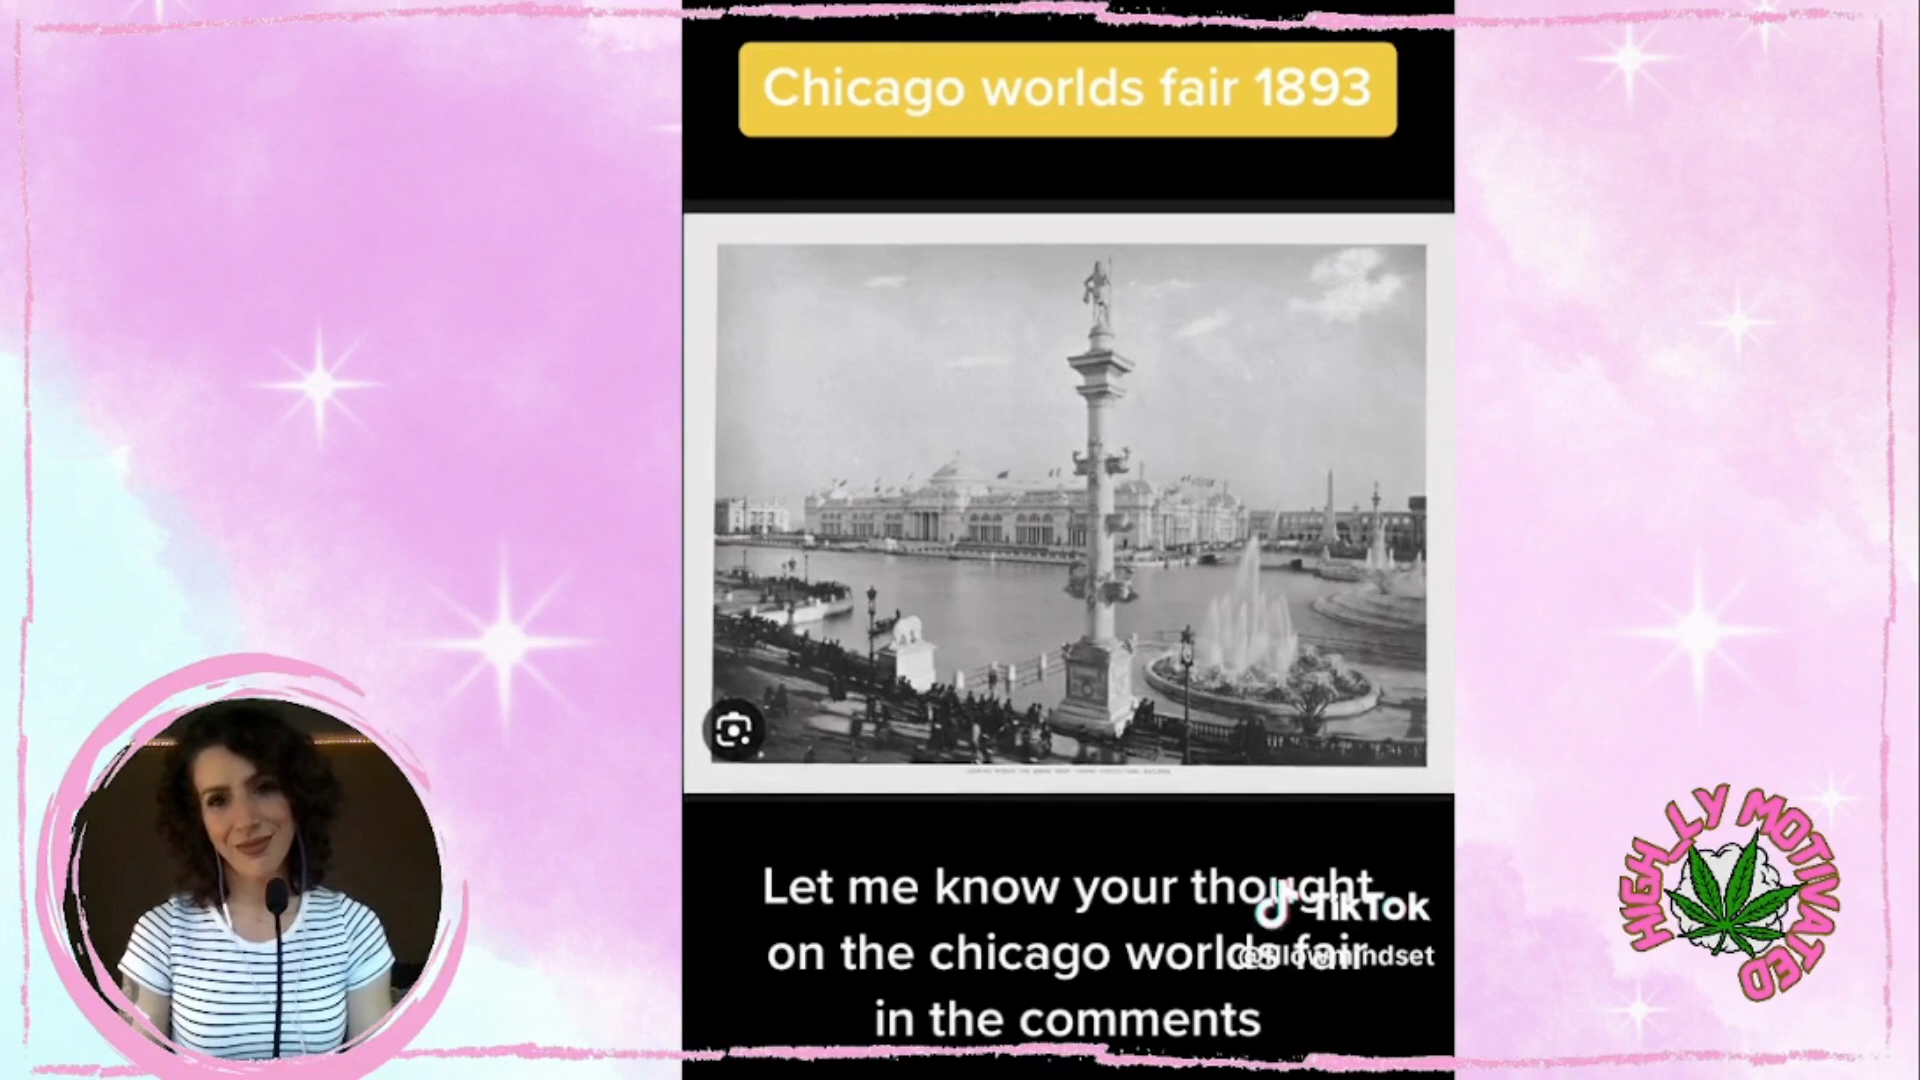 Chicago worlds fair 1893
Let me know your thought
on the chicago worlds fair
in the comments
TikTok
HIGHLY MOTIVATED